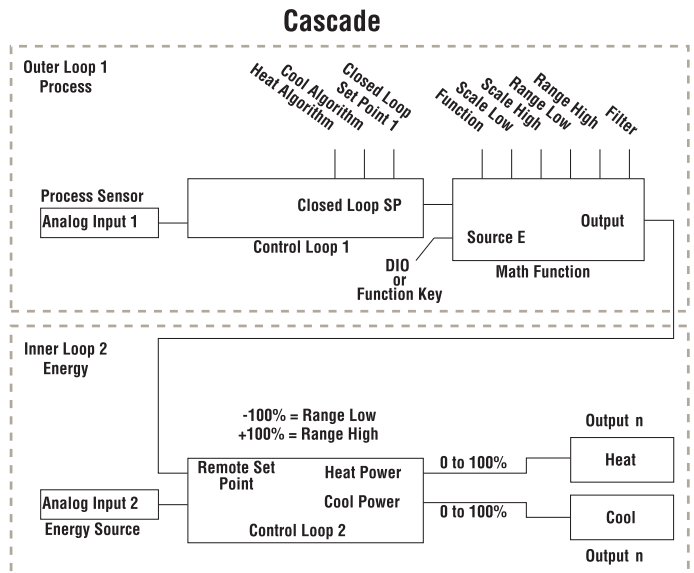 Cascade
Outer Loop 1
Process
Heat Algorithm
Cool Algorithm
Closed Loop
Set Point 1
Function
Scale Low
Scale High
Range Low
Range High
Filter
Process Sensor
Analog Input 1
Closed Loop SP
Control Loop 1
Source E
Output
Math Function
DIO
or
Function Key
Inner Loop 2
Energy
-100% = Range Low
+100% = Range High
Remote Set
Point
Heat Power
Cool Power
Control Loop 2
Analog Input 2
Energy Source
0 to 100%
0 to 100%
Output n
Heat
Cool
Output n